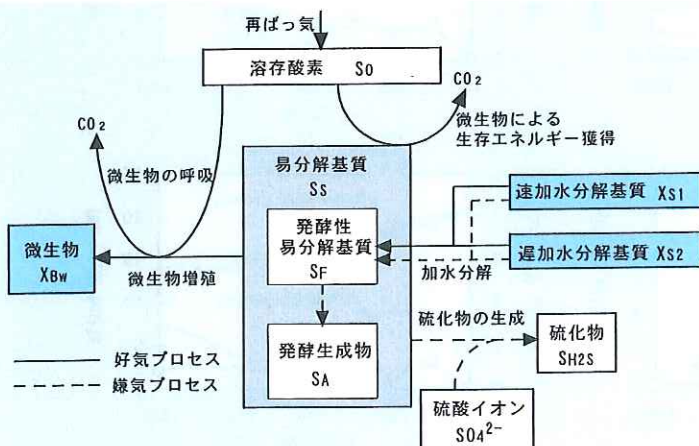 再ばっ気
溶存酸素 SO
CO2
CO2
微生物による
生存エネルギー獲得
微生物の呼吸
易分解基質
SS
速加水分解基質 XS1
発酵性
易分解基質
SF
遅加水分解基質 XS2
微生物
XBW
微生物増殖
加水分解
発酵生成物
SA
硫化物の生成
硫化物
SH2S
好気プロセス
嫌気プロセス
硫酸イオン
SO4²⁻